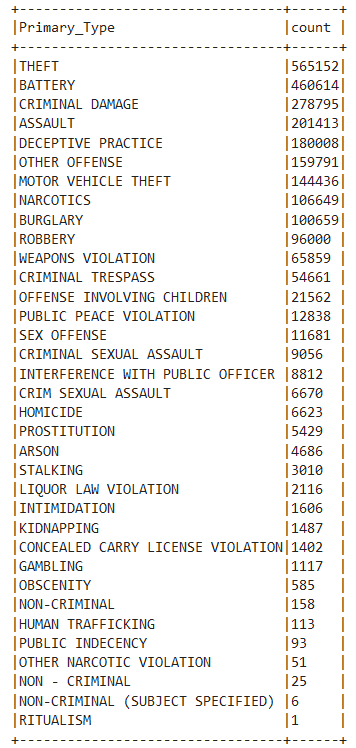 +--------------------------------+------+
|Primary_Type                    |count |
+--------------------------------+------+
|THEFT                           |565152|
|BATTERY                         |460614|
|CRIMINAL DAMAGE                 |278795|
|ASSAULT                         |201413|
|DECEPTIVE PRACTICE              |180008|
|OTHER OFFENSE                   |159791|
|MOTOR VEHICLE THEFT             |144436|
|NARCOTICS                       |106649|
|BURGLARY                        |100659|
|ROBBERY                         |96000 |
|WEAPONS VIOLATION               |65859 |
|CRIMINAL TRESPASS               |54661 |
|OFFENSE INVOLVING CHILDREN      |21562 |
|PUBLIC PEACE VIOLATION          |12838 |
|SEX OFFENSE                     |11681 |
|CRIMINAL SEXUAL ASSAULT         |9056  |
|INTERFERENCE WITH PUBLIC OFFICER|8812  |
|CRIM SEXUAL ASSAULT             |6670  |
|HOMICIDE                        |6623  |
|PROSTITUTION                    |5429  |
|ARSON                           |4686  |
|STALKING                        |3010  |
|LIQUOR LAW VIOLATION            |2116  |
|INTIMIDATION                    |1606  |
|KIDNAPPING                      |1487  |
|CONCEALED CARRY LICENSE VIOLATION|1402  |
|GAMBLING                        |1117  |
|OBSCENITY                       |585   |
|NON-CRIMINAL                    |158   |
|HUMAN TRAFFICKING               |113   |
|PUBLIC INDECENCY                |93    |
|OTHER NARCOTIC VIOLATION        |51    |
|NON - CRIMINAL                  |25    |
|NON-CRIMINAL (SUBJECT SPECIFIED)|6     |
|RITUALISM                       |1     |
+--------------------------------+------+